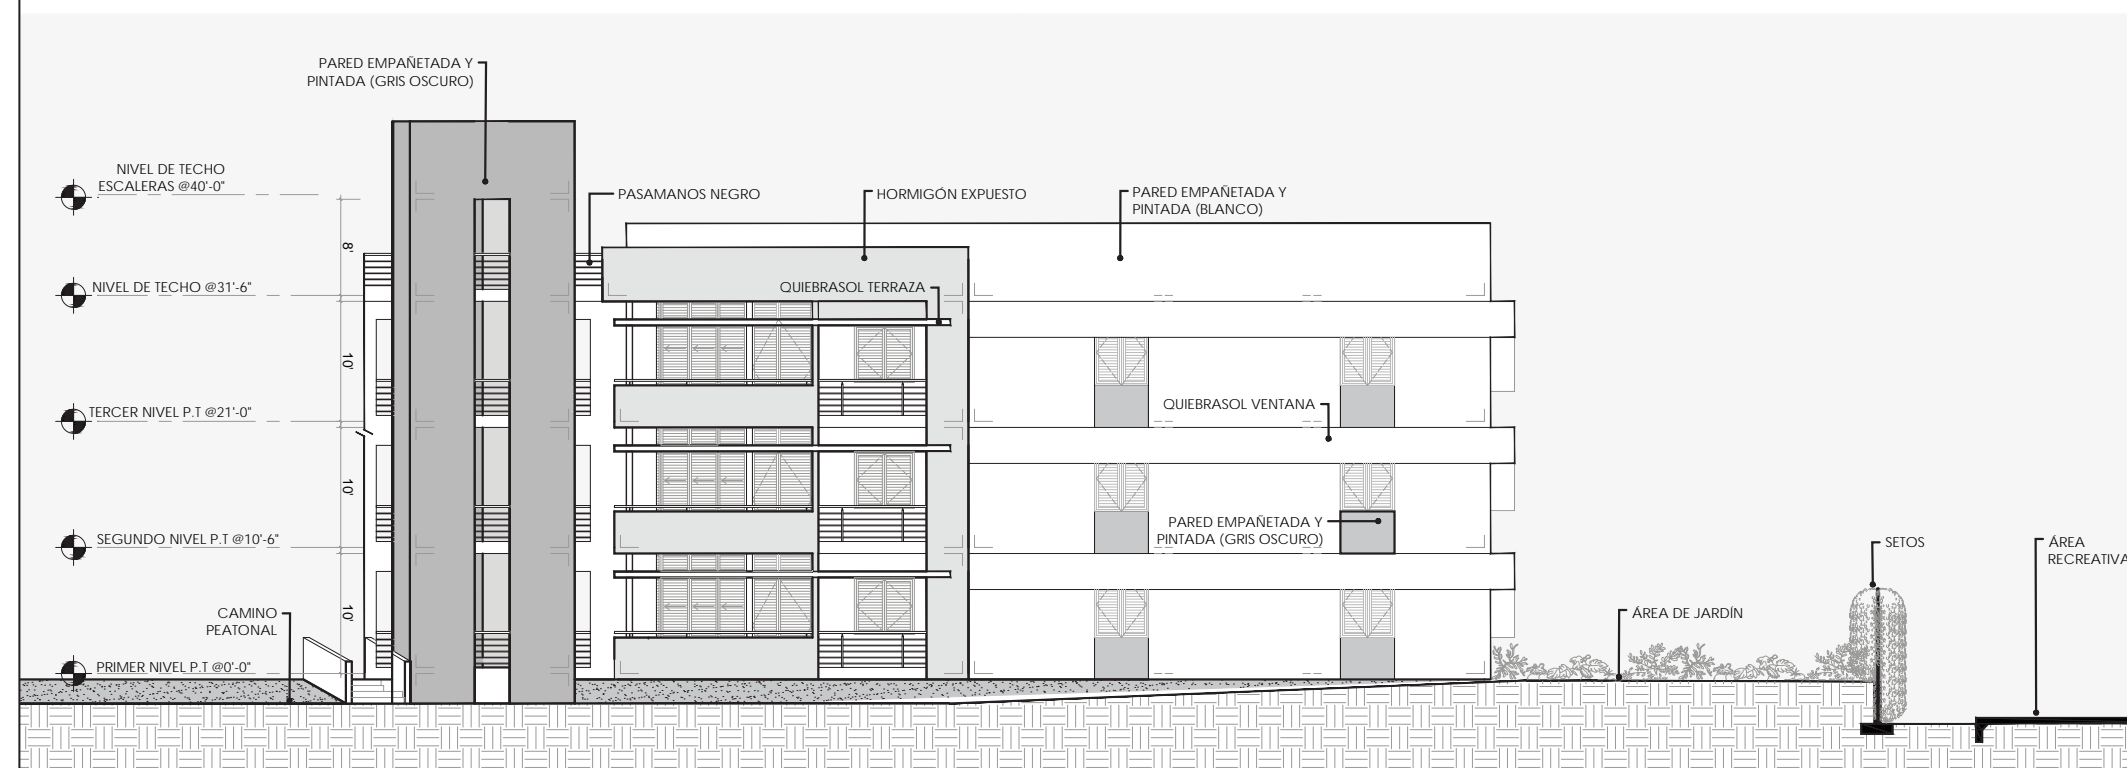 PARED EMPAÑETADA Y
PINTADA (GRIS OSCURO)
NIVEL DE TECHO
ESCALERAS @40'-0"
PASAMANOS NEGRO
HORMIGÓN EXPUESTO
PARED EMPAÑETADA Y
PINTADA (BLANCO)
8'
NIVEL DE TECHO @31'-6"
QUIEBRASOL TERRAZA
10'
TERCER NIVEL P.T @21'-0"
QUIEBRASOL VENTANA
10'
SEGUNDO NIVEL P.T @10'-6"
PARED EMPAÑETADA Y
PINTADA (GRIS OSCURO)
SETOS
ÁREA
RECREATIVA
CAMINO
PEATONAL
10'
ÁREA DE JARDÍN
PRIMER NIVEL P.T @0'-0"